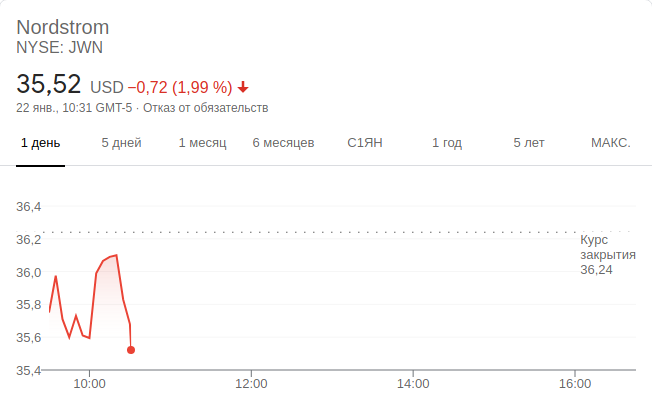 Nordstrom
NYSE: JWN
35,52 USD −0,72 (1,99 %)
22 янв., 10:31 GMT-5 · Отказ от обязательств
1 день 5 дней 1 месяц 6 месяцев С1ЯН 1 год 5 лет МАКС.
36,4
36,2
36,0
35,8
35,6
35,4
Курс
закрытия
36,24
10:00 12:00 14:00 16:00